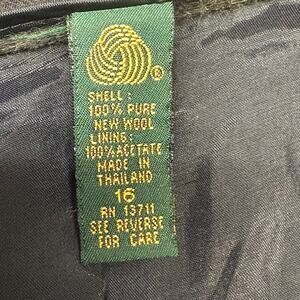 ®
SHELL:
100% PURE
NEW WOOL
LINING:
100% ACETATE
MADE IN
THAILAND
16
RN 13711
SEE REVERSE
FOR CARE